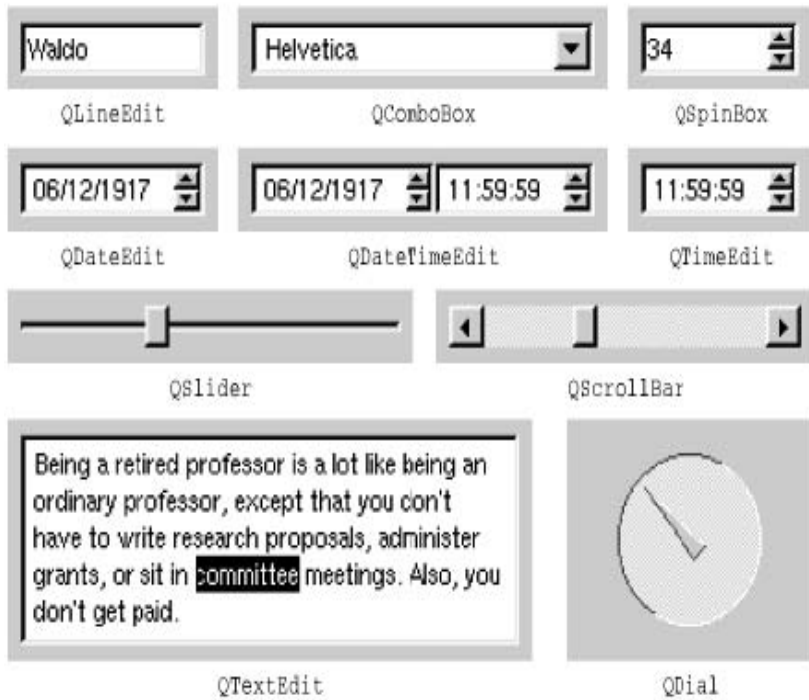 Waldo
Helvetica
34
QLineEdit
QComboBox
QSpinBox
06/12/1917
06/12/1917
11:59:59
11:59:59
QDateEdit
QDateTimeEdit
QTimeEdit
QSlider
QScrollBar
Being a retired professor is a lot like being an
ordinary professor, except that you don't
have to write research proposals, administer
grants, or sit in committee meetings. Also, you
don't get paid.
QTextEdit
QDial